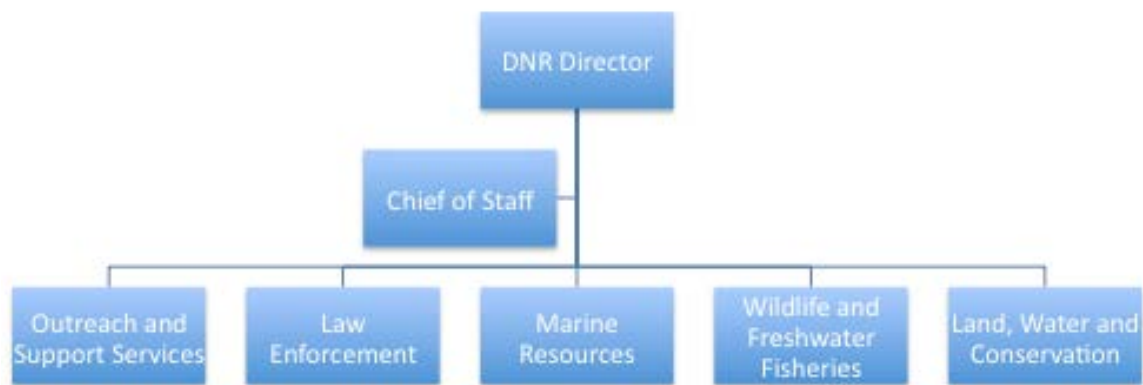 DNR Director
Chief of Staff
Outreach and
Support Services
Law
Enforcement
Marine
Resources
Wildlife and
Freshwater
Fisheries
Land, Water and
Conservation